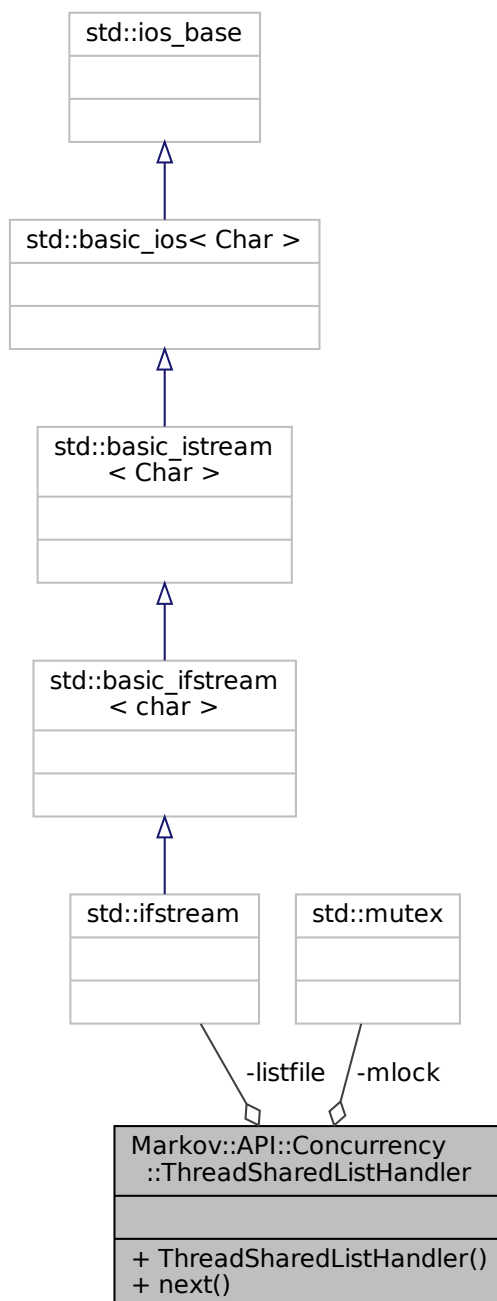 std::ios_base
std::basic_ios< Char >
std::basic_istream
< Char >
std::basic_ifstream
< char >
std::ifstream
std::mutex
-listfile
-mlock
Markov::API::Concurrency
::ThreadSharedListHandler
+ ThreadSharedListHandler()
+ next()